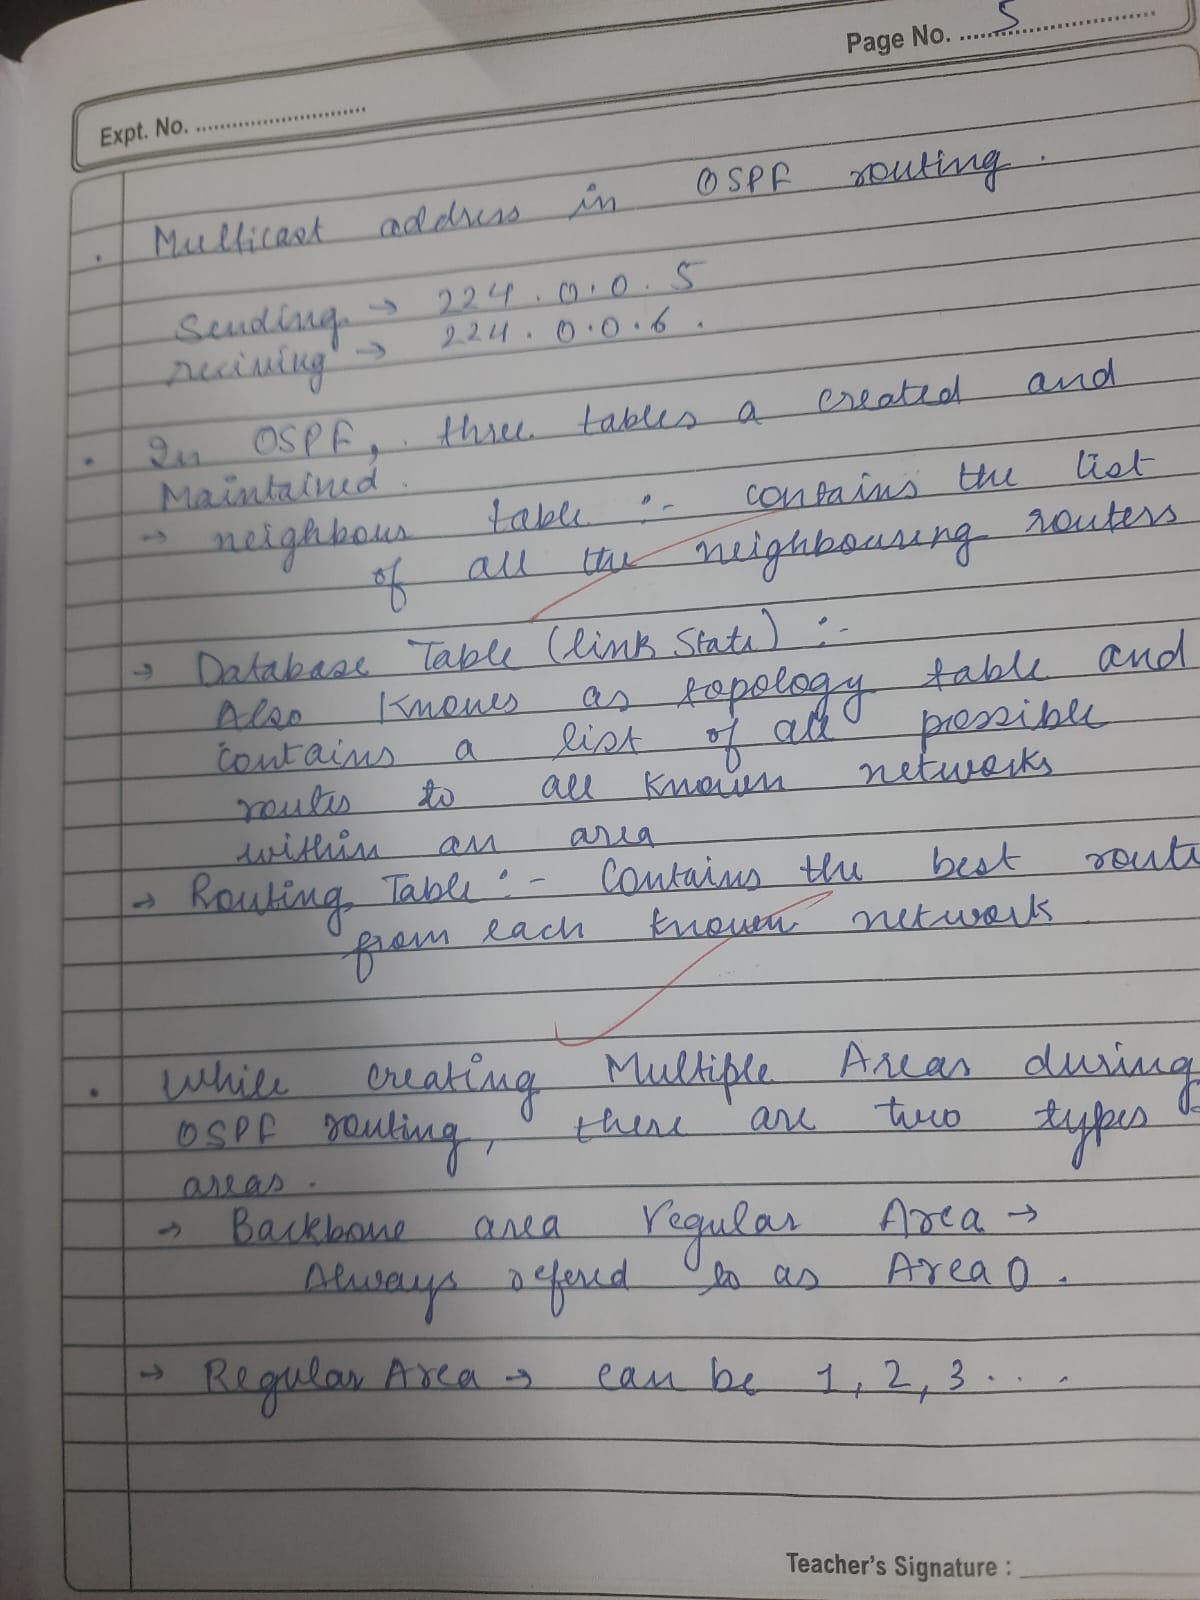 Page No. 5
Expt. No.
. Multicast address in OSPF routing.
Sending → 224.0.0.5
reciving → 224.0.0.6.
. In OSPF, three tables a created and
Maintained.
→ neighbour table :- contains the list
of all the neighbouring routers
→ Database Table (link State) :-
Also Knows as topology table and
contains a list of all possible
routes to all known networks
within an area
→ Routing Table :- Contains the best route
from each known network
. While creating Multiple Areas during
OSPF routing, there are two types
areas.
→ Backbone area regular Area →
Always refered to as Area 0.
→ Regular Area → can be 1, 2, 3 . . .
Teacher's Signature :